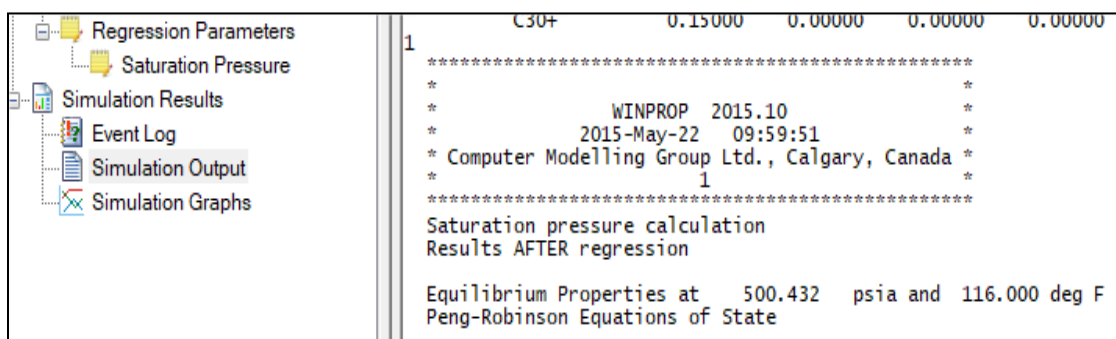 Regression Parameters
Saturation Pressure
Simulation Results
Event Log
Simulation Output
Simulation Graphs
C30+ 0.15000 0.00000 0.00000 0.00000
1
**************************************************
* *
* WINPROP 2015.10 *
* 2015-May-22 09:59:51 *
* Computer Modelling Group Ltd., Calgary, Canada *
* 1 *
**************************************************
Saturation pressure calculation
Results AFTER regression
Equilibrium Properties at 500.432 psia and 116.000 deg F
Peng-Robinson Equations of State